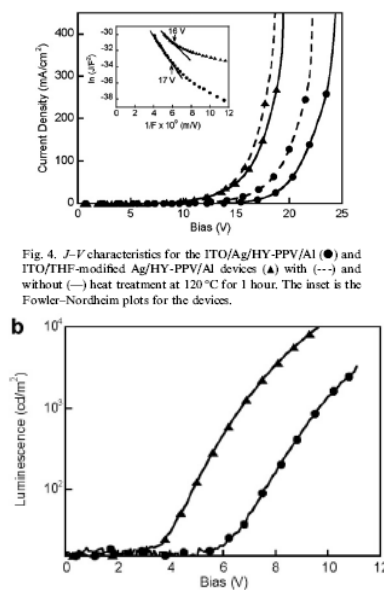 400
300
200
100
0
Current Density (mA/cm²)
0 5 10 15 20 25
Bias (V)
-30
-32
-34
-36
-38
ln (J/F²)
16 V
17 V
0 2 4 6 8 10 12
1/F x 10⁹ (m/V)
Fig. 4. J–V characteristics for the ITO/Ag/HY-PPV/Al (●) and
ITO/THF-modified Ag/HY-PPV/Al devices (▲) with (---) and
without (—) heat treatment at 120 °C for 1 hour. The inset is the
Fowler–Nordheim plots for the devices.
b
10⁴
10³
10²
Luminescence (cd/m²)
0 2 4 6 8 10 12
Bias (V)